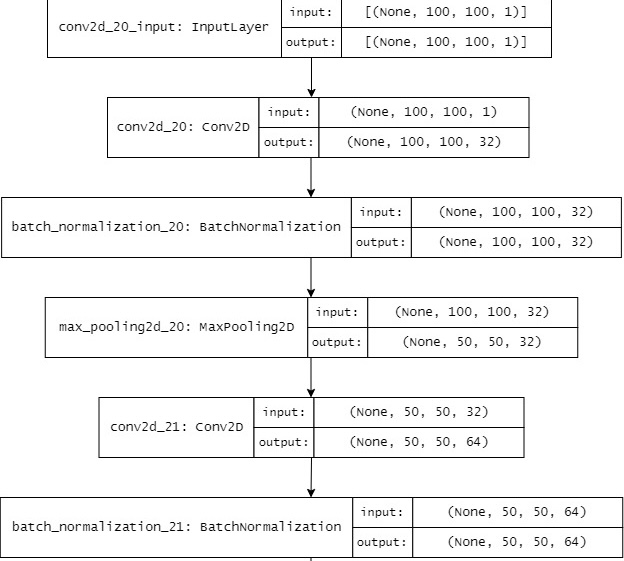 conv2d_20_input: InputLayer
input: [(None, 100, 100, 1)]
output: [(None, 100, 100, 1)]
conv2d_20: Conv2D
input: (None, 100, 100, 1)
output: (None, 100, 100, 32)
batch_normalization_20: BatchNormalization
input: (None, 100, 100, 32)
output: (None, 100, 100, 32)
max_pooling2d_20: MaxPooling2D
input: (None, 100, 100, 32)
output: (None, 50, 50, 32)
conv2d_21: Conv2D
input: (None, 50, 50, 32)
output: (None, 50, 50, 64)
batch_normalization_21: BatchNormalization
input: (None, 50, 50, 64)
output: (None, 50, 50, 64)